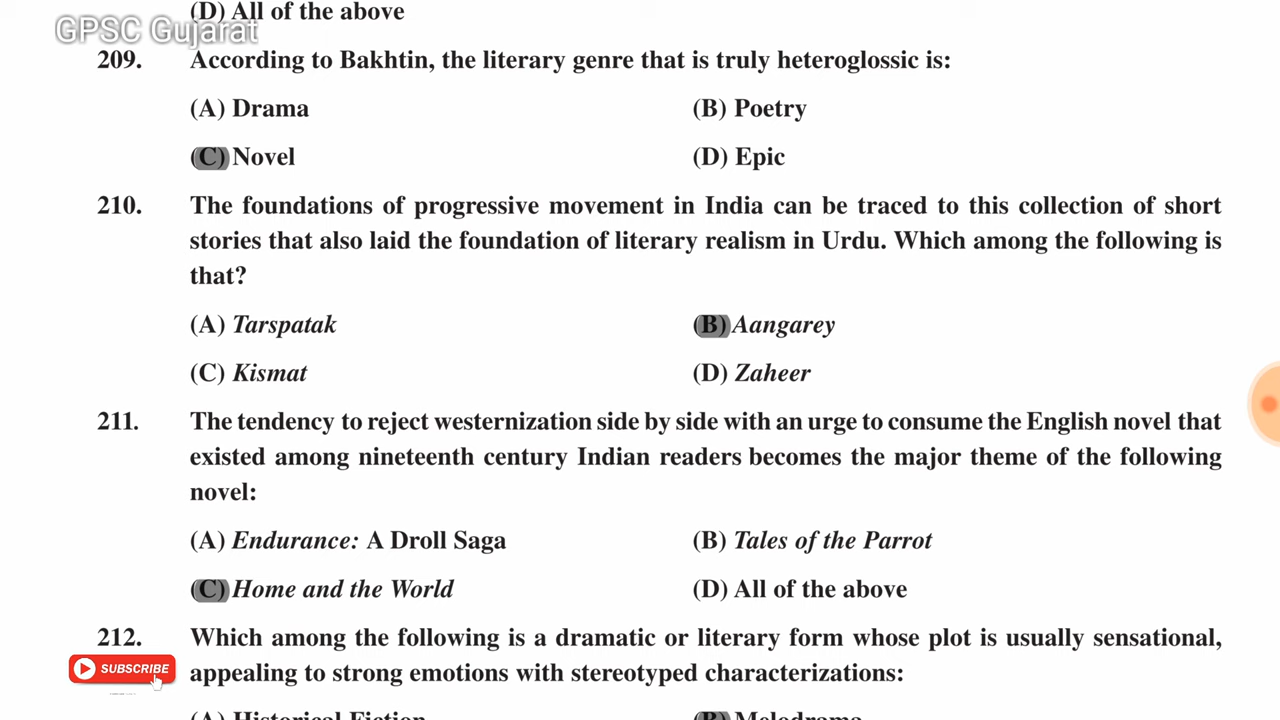 (D) All of the above
GPSC Gujarat
209. According to Bakhtin, the literary genre that is truly heteroglossic is:
(A) Drama (B) Poetry
(C) Novel (D) Epic
210. The foundations of progressive movement in India can be traced to this collection of short
stories that also laid the foundation of literary realism in Urdu. Which among the following is
that?
(A) Tarspatak (B) Aangarey
(C) Kismat (D) Zaheer
211. The tendency to reject westernization side by side with an urge to consume the English novel that
existed among nineteenth century Indian readers becomes the major theme of the following
novel:
(A) Endurance: A Droll Saga (B) Tales of the Parrot
(C) Home and the World (D) All of the above
212. Which among the following is a dramatic or literary form whose plot is usually sensational,
SUBSCRIBE appealing to strong emotions with stereotyped characterizations:
(A) Historical Fiction (B) Melodrama